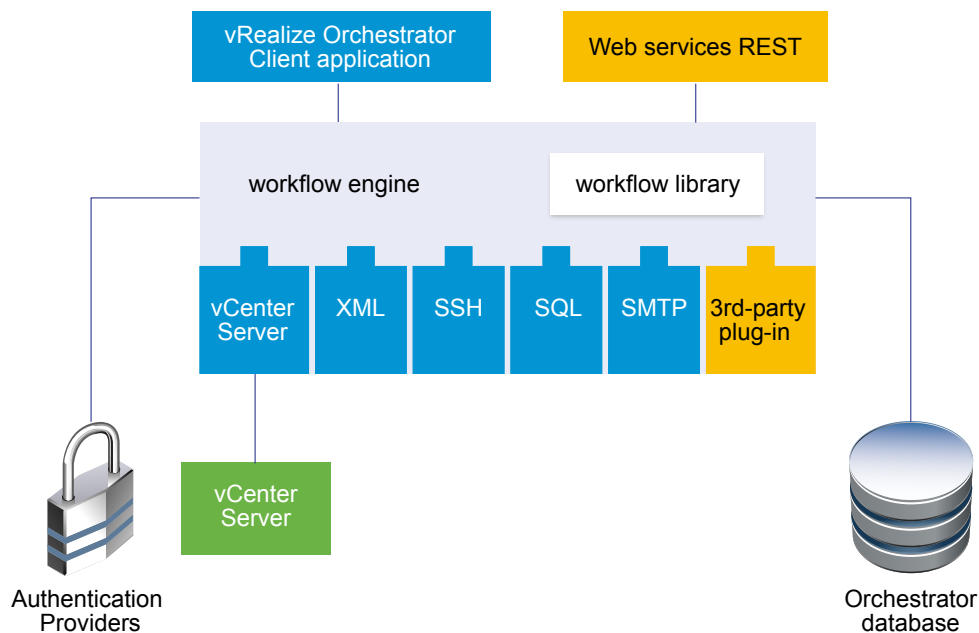 vRealize Orchestrator
Client application
Web services REST
workflow engine
workflow library
vCenter
Server
XML
SSH
SQL
SMTP
3rd-party
plug-in
vCenter
Server
Authentication
Providers
Orchestrator
database